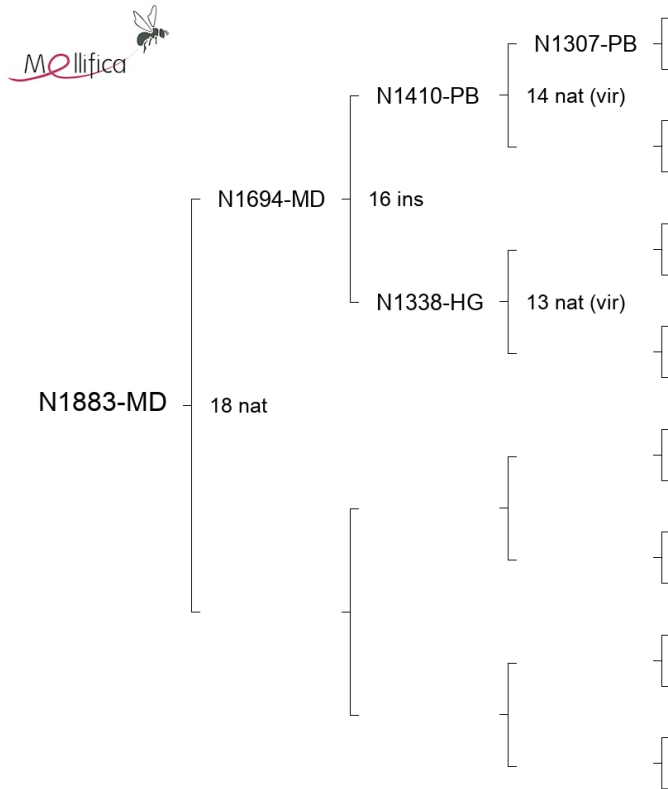 Mellifica
N1307-PB
N1410-PB
14 nat (vir)
N1694-MD
16 ins
N1338-HG
13 nat (vir)
N1883-MD
18 nat